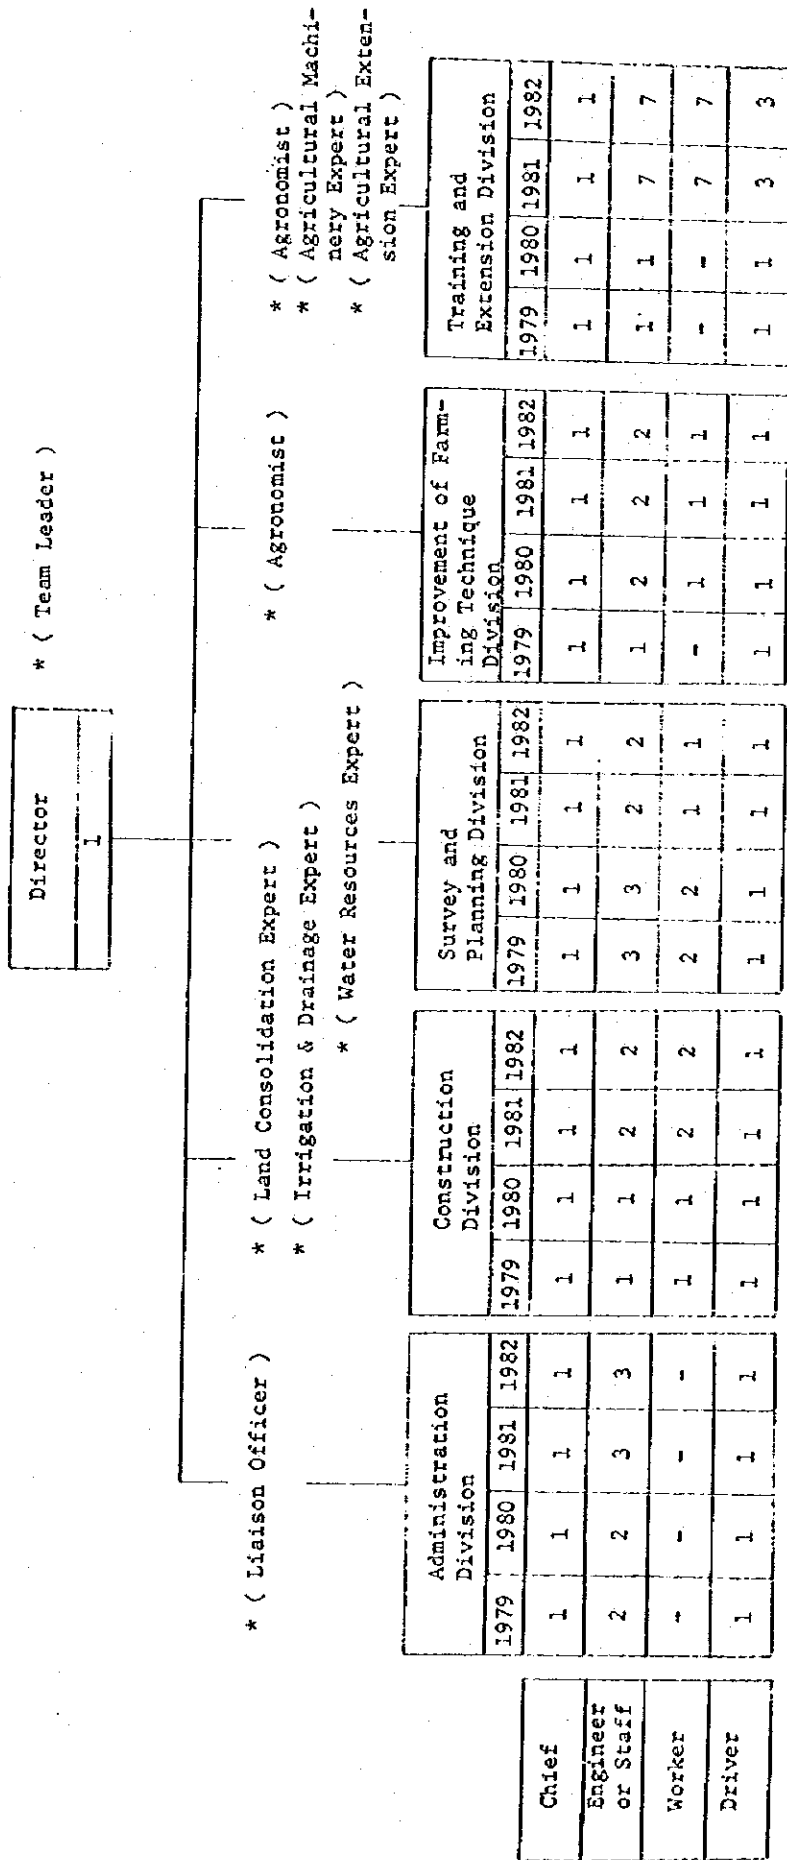 Director
1
* ( Team Leader )
* ( Liaison Officer )
* ( Land Consolidation Expert )
* ( Irrigation & Drainage Expert )
* ( Water Resources Expert )
* ( Agronomist )
* ( Agronomist )
* ( Agricultural Machi-
nery Expert )
* ( Agricultural Exten-
sion Expert )
Chief
Engineer
or Staff
Worker
Driver
Administration
Division
1979 1980 1981 1982
1 1 1 1
2 2 3 3
- - - -
1 1 1 1
Construction
Division
1979 1980 1981 1982
1 1 1 1
1 1 2 2
1 1 2 2
1 1 1 1
Survey and
Planning Division
1979 1980 1981 1982
1 1 1 1
3 3 2 2
2 2 1 1
1 1 1 1
Improvement of Farm-
ing Technique
Division
1979 1980 1981 1982
1 1 1 1
1 2 2 2
- 1 1 1
1 1 1 1
Training and
Extension Division
1979 1980 1981 1982
1 1 1 1
1 1 7 7
- - 7 7
1 1 3 3